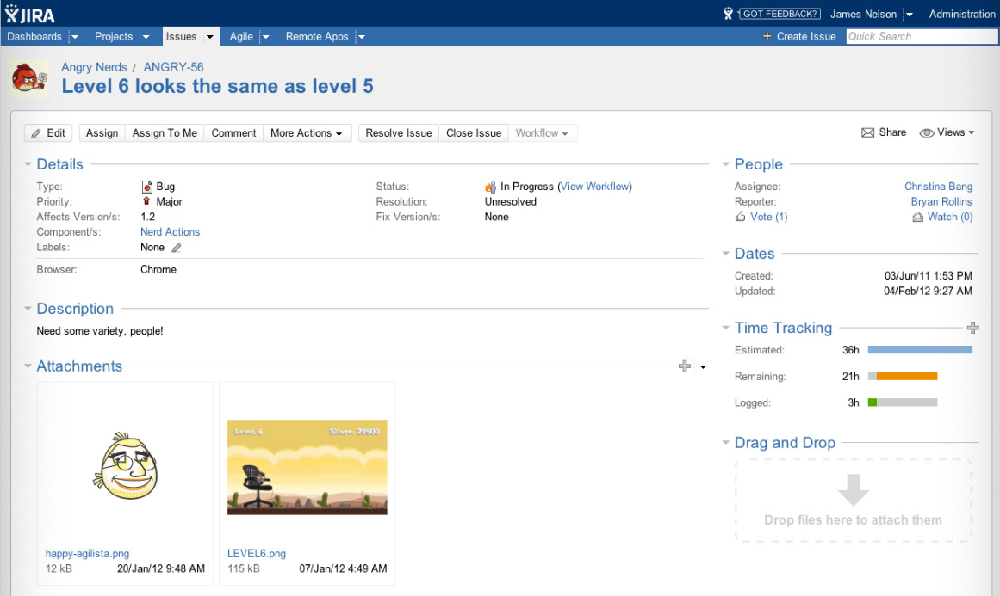 JIRA
GOT FEEDBACK? James Nelson Administration
Dashboards Projects Issues Agile Remote Apps + Create Issue Quick Search
Angry Nerds / ANGRY-56
Level 6 looks the same as level 5
Edit Assign Assign To Me Comment More Actions Resolve Issue Close Issue Workflow Share Views
Details
Type: Bug Status: In Progress (View Workflow)
Priority: Major Resolution: Unresolved
Affects Version/s: 1.2 Fix Version/s: None
Component/s: Nerd Actions
Labels: None
Browser: Chrome
Description
Need some variety, people!
Attachments
Level: 6 Score: 29500
happy-agilista.png
12 kB 20/Jan/12 9:48 AM
LEVEL6.png
115 kB 07/Jan/12 4:49 AM
People
Assignee: Christina Bang
Reporter: Bryan Rollins
Vote (1) Watch (0)
Dates
Created: 03/Jun/11 1:53 PM
Updated: 04/Feb/12 9:27 AM
Time Tracking
Estimated: 36h
Remaining: 21h
Logged: 3h
Drag and Drop
Drop files here to attach them